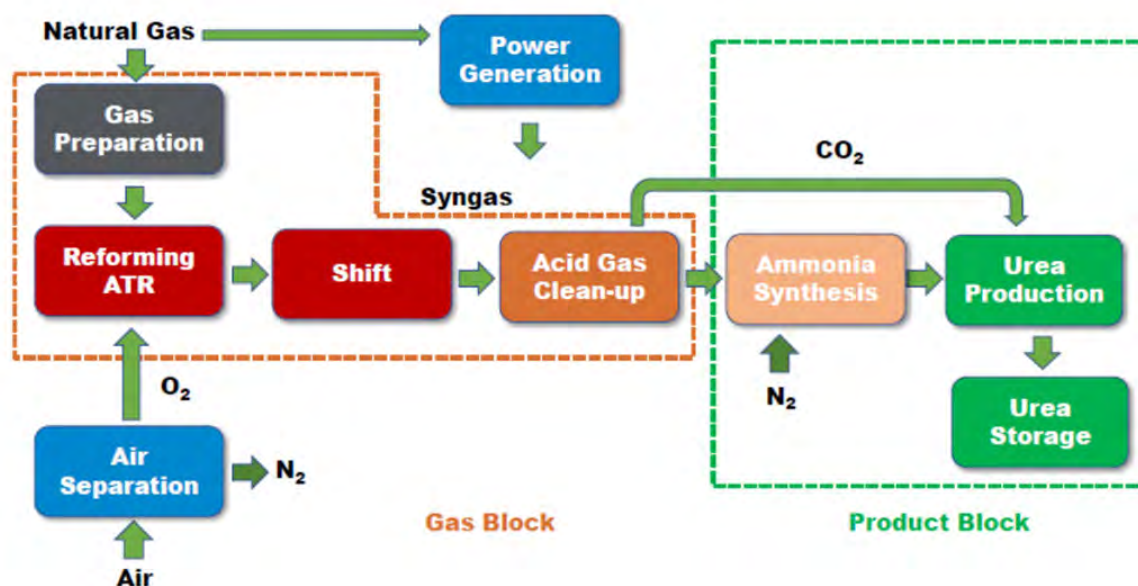 Natural Gas
Power
Generation
Gas
Preparation
CO₂
Syngas
Reforming
ATR
Shift
Acid Gas
Clean-up
Ammonia
Synthesis
Urea
Production
O₂
N₂
Urea
Storage
Air
Separation
N₂
Gas Block
Product Block
Air